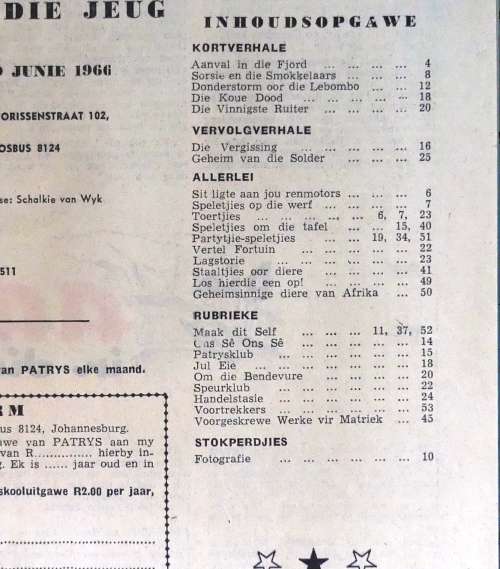 DIE JEUG
JUNIE 1966
ORISSENSTRAAT 102,
OSBUS 8124
se: Schalkie van Wyk
511
an PATRYS elke maand.
RM
us 8124, Johannesburg.
awe van PATRYS aan my
van R.............. hierby in-
g. Ek is ...... jaar oud en in
skooluitgawe R2.00 per jaar,
INHOUDSOPGAWE
KORTVERHALE
Aanval in die Fjord ... ... ... 4
Sorsie en die Smokkelaars ... ... 8
Donderstorm oor die Lebombo ... ... 12
Die Koue Dood ... ... ... ... 18
Die Vinnigste Ruiter ... ... ... 20
VERVOLGVERHALE
Die Vergissing ... ... ... ... 16
Geheim van die Solder ... ... ... 25
ALLERLEI
Sit ligte aan jou renmotors ... ... ... 6
Speletjies op die werf ... ... ... 7
Toertjies ... ... ... ... ... 6, 7, 23
Speletjies om die tafel ... ... 15, 40
Partytjie-speletjies ... ... 19, 34, 51
Vertel Fortuin ... ... ... ... 22
Lagstorie ... ... ... ... ... 23
Staaltjies oor diere ... ... ... 41
Los hierdie een op! ... ... ... 49
Geheimsinnige diere van Afrika ... 50
RUBRIEKE
Maak dit Self ... ... ... 11, 37, 52
Ons Sê Ons Sê ... ... ... ... 14
Patrysklub ... ... ... ... ... 15
Jul Eie ... ... ... ... ... 18
Om die Bendevure ... ... ... 20
Speurklub ... ... ... ... ... 22
Handelstasie ... ... ... ... 24
Voortrekkers ... ... ... ... 53
Voorgeskrewe Werke vir Matriek ... 45
STOKPERDJIES
Fotografie ... ... ... ... ... 10